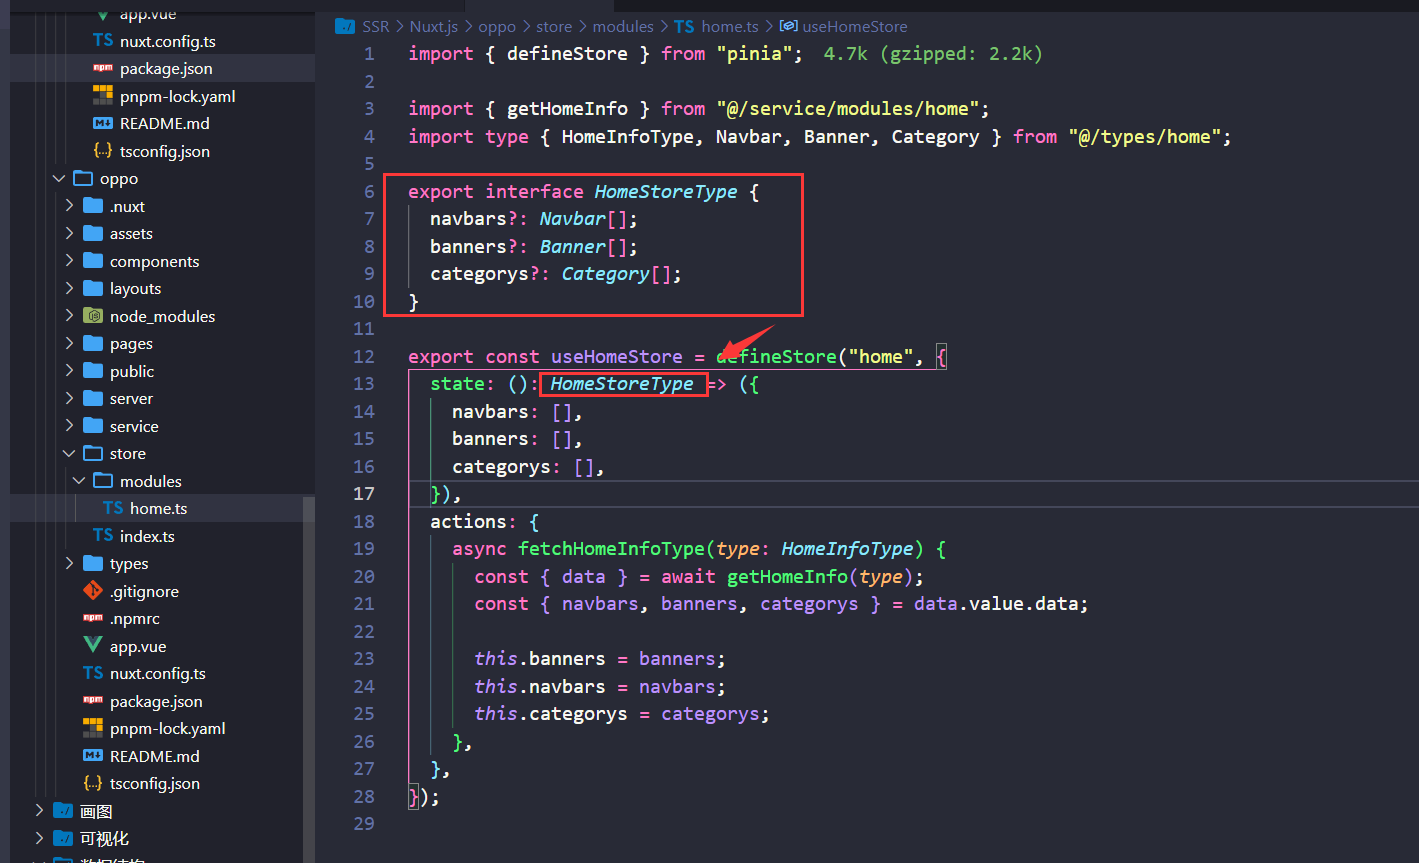 app.vue
nuxt.config.ts
package.json
pnpm-lock.yaml
README.md
tsconfig.json
oppo
.nuxt
assets
components
layouts
node_modules
pages
public
server
service
store
modules
home.ts
index.ts
types
.gitignore
.npmrc
app.vue
nuxt.config.ts
package.json
pnpm-lock.yaml
README.md
tsconfig.json
画图
可视化
数据结构
SSR > Nuxt.js > oppo > store > modules > TS home.ts > useHomeStore
1 import { defineStore } from "pinia"; 4.7k (gzipped: 2.2k)
2
3 import { getHomeInfo } from "@/service/modules/home";
4 import type { HomeInfoType, Navbar, Banner, Category } from "@/types/home";
5
6 export interface HomeStoreType {
7 navbars?: Navbar[];
8 banners?: Banner[];
9 categorys?: Category[];
10 }
11
12 export const useHomeStore = defineStore("home", {
13 state: (): HomeStoreType => ({
14 navbars: [],
15 banners: [],
16 categorys: [],
17 }),
18 actions: {
19 async fetchHomeInfoType(type: HomeInfoType) {
20 const { data } = await getHomeInfo(type);
21 const { navbars, banners, categorys } = data.value.data;
22
23 this.banners = banners;
24 this.navbars = navbars;
25 this.categorys = categorys;
26 },
27 },
28 });
29